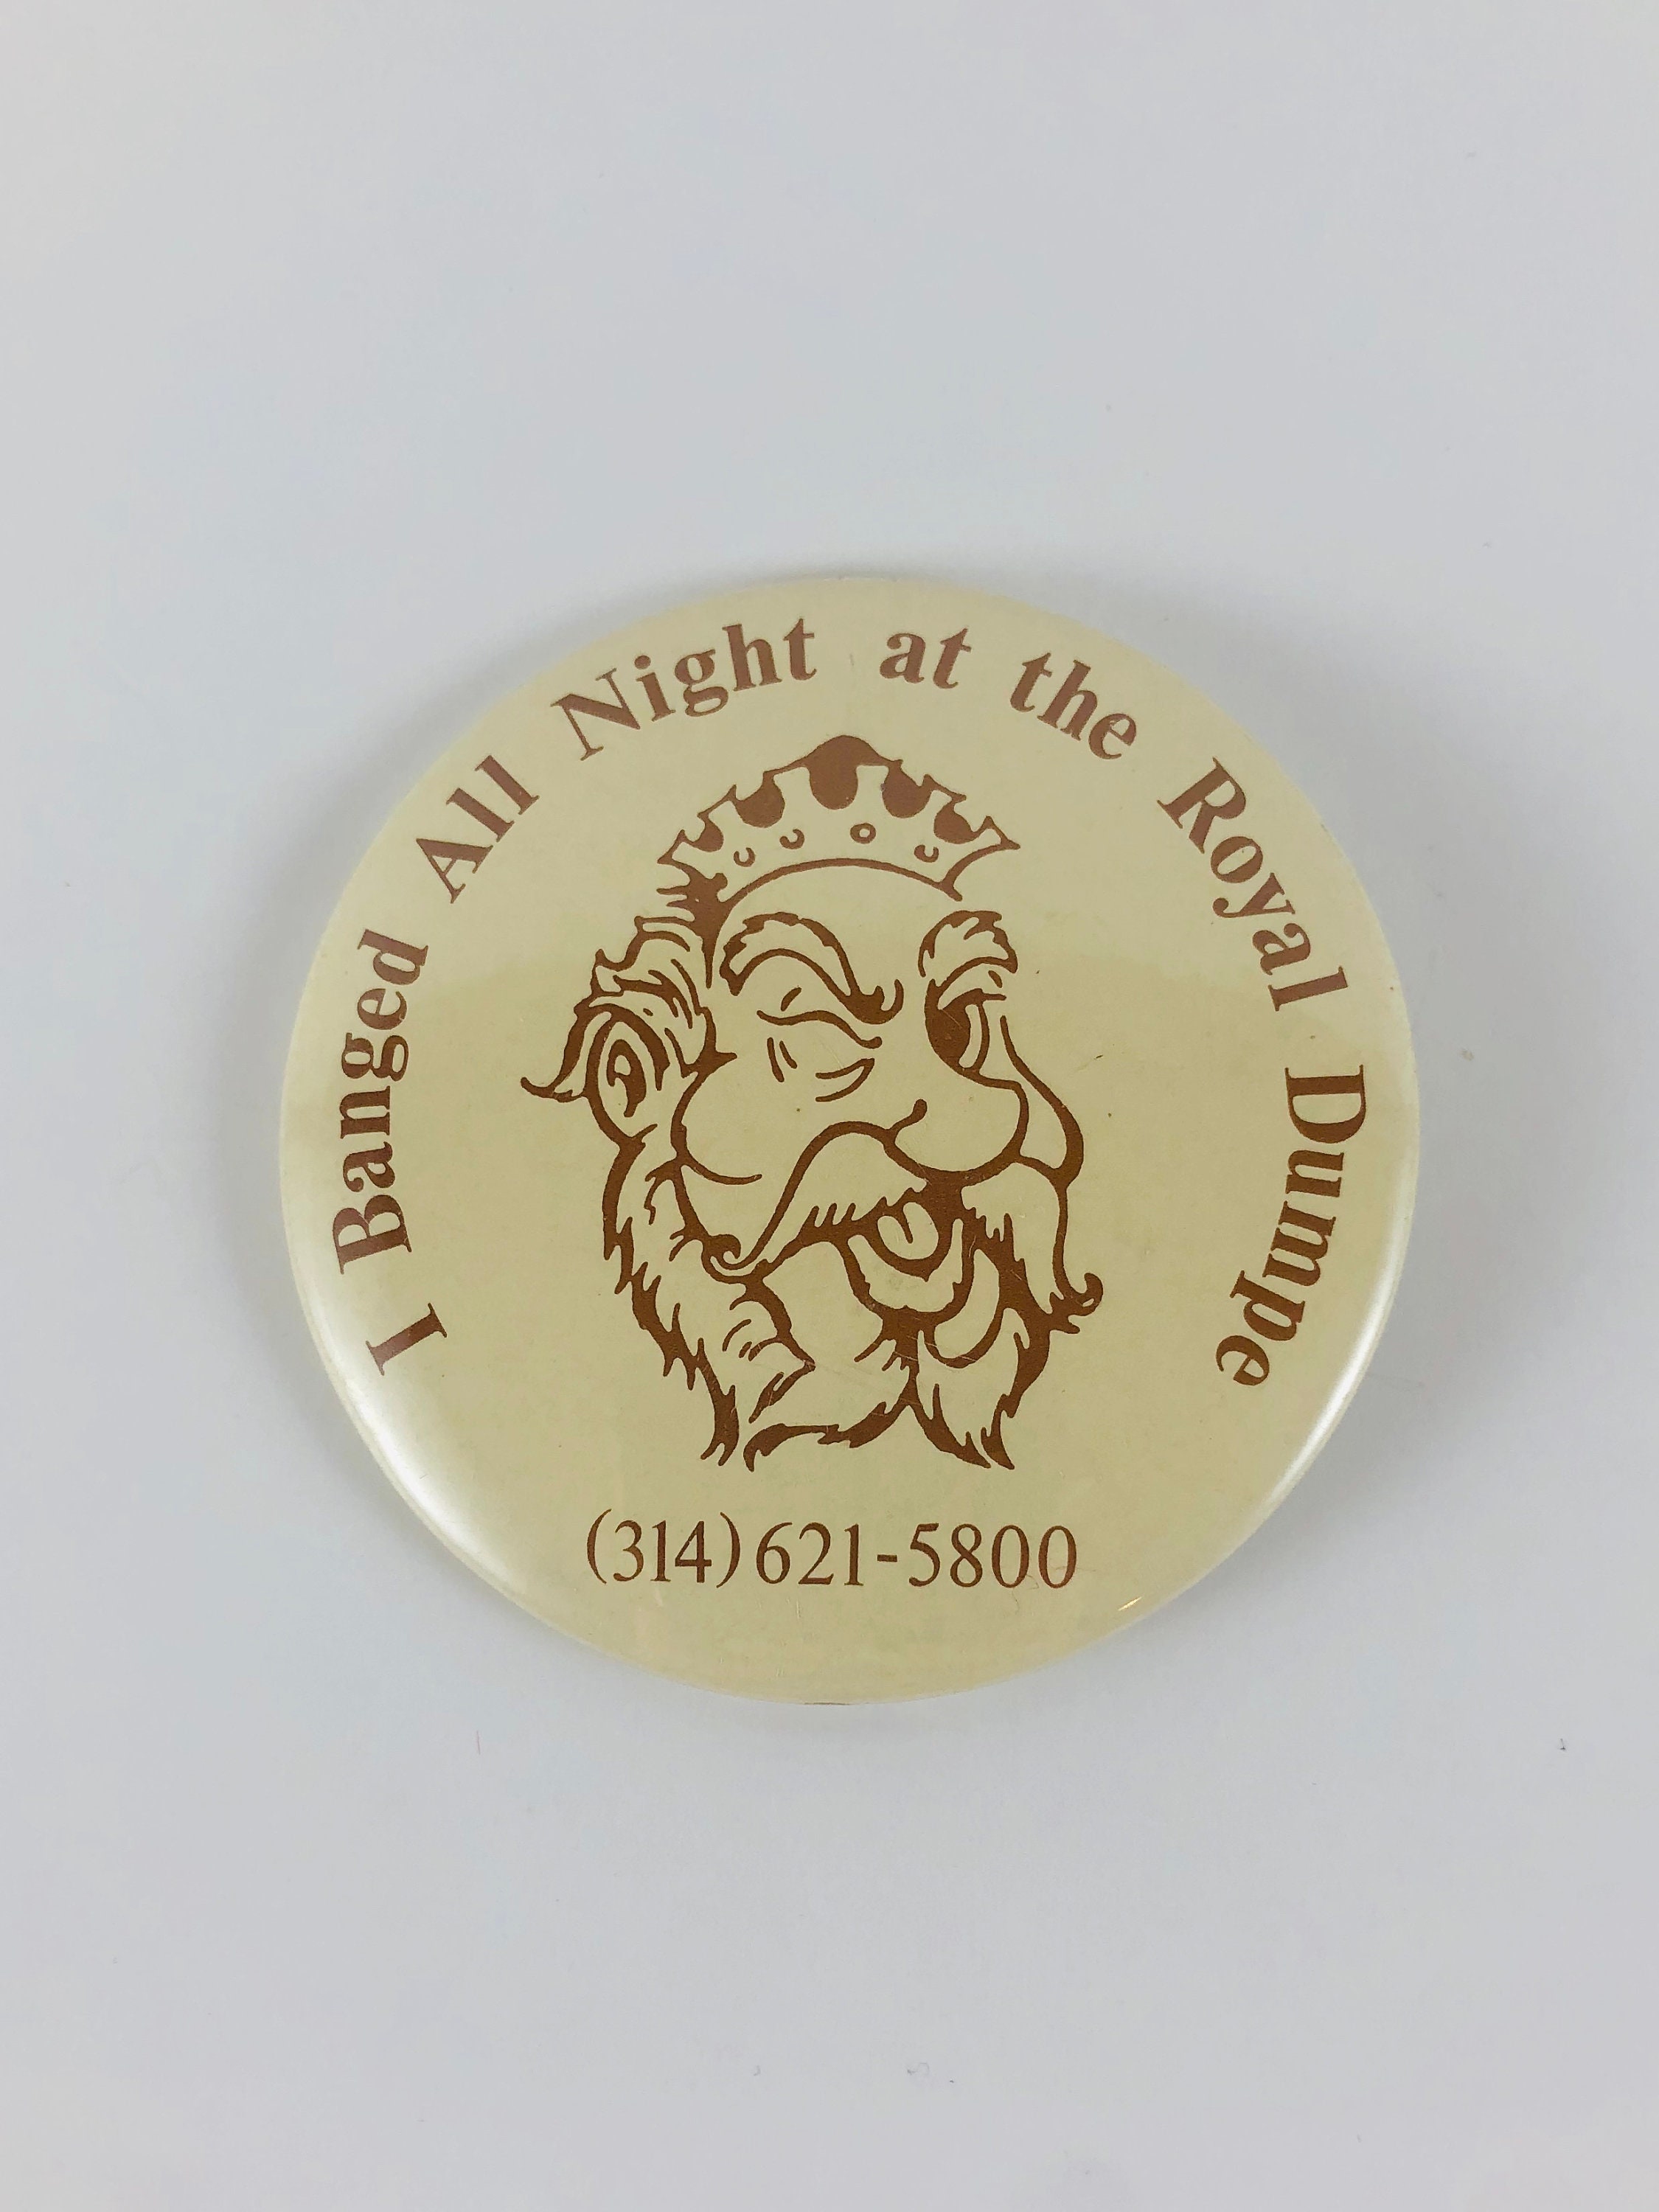 I Banged All Night at the Royal Dumpe
(314)621-5800